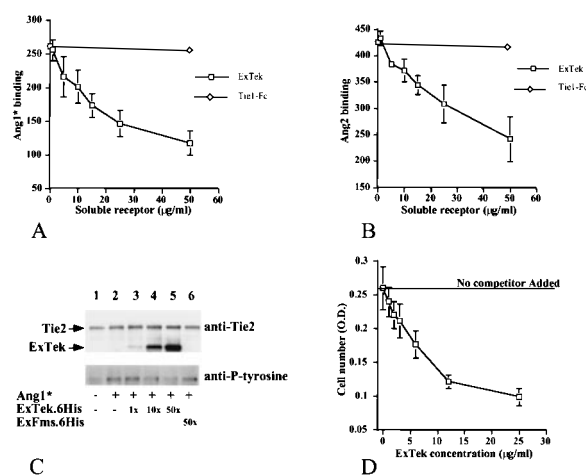 300
250
200
150
100
50
Ang1* binding
0 10 20 30 40 50 60
Soluble receptor (µg/ml)
ExTek
Tie1-Fc
A
450
400
350
300
250
200
150
Ang2 binding
0 10 20 30 40 50 60
Soluble receptor (µg/ml)
ExTek
Tie1-Fc
B
1 2 3 4 5 6
Tie2 anti-Tie2
ExTek
anti-P-tyrosine
Ang1* - + + + + +
ExTek.6His - - 1x 10x 50x
ExFms.6His 50x
C
0.3
0.25
0.2
0.15
0.1
0.05
Cell number (O.D.)
No competitor Added
0 5 10 15 20 25 30
ExTek concentration (µg/ml)
D